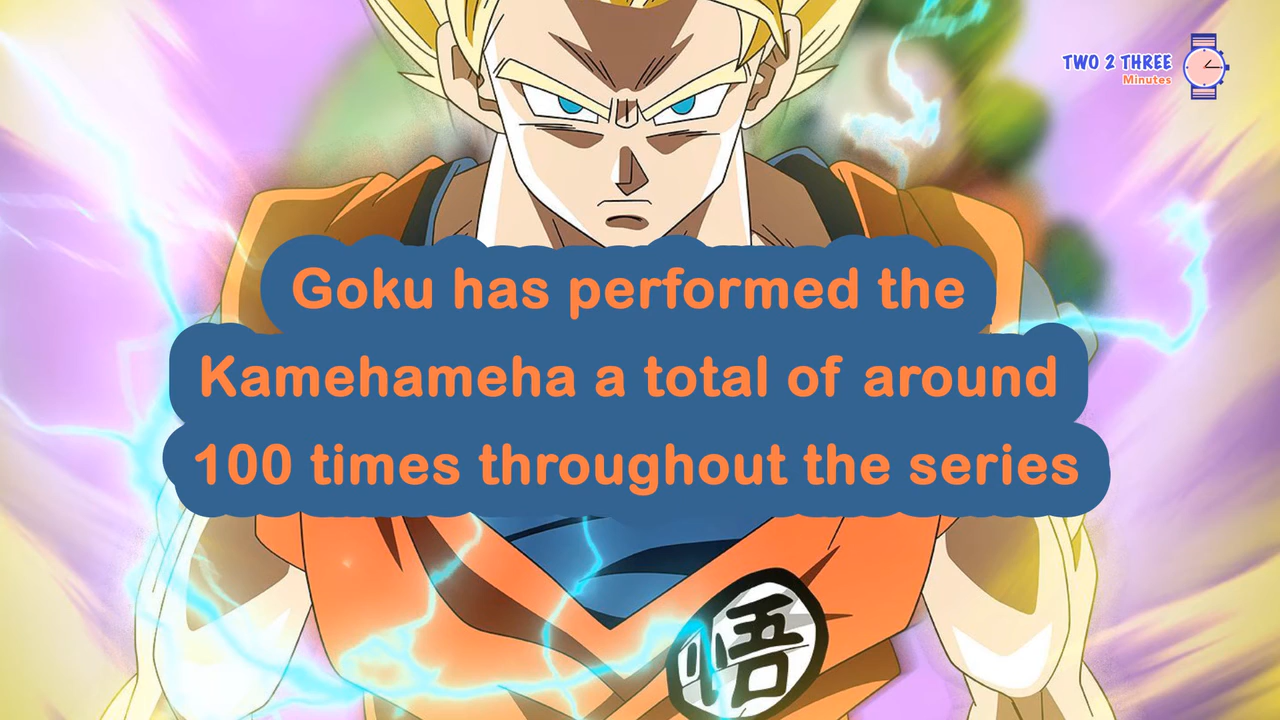 TWO 2 THREE
Minutes
Goku has performed the
Kamehameha a total of around
100 times throughout the series
悟